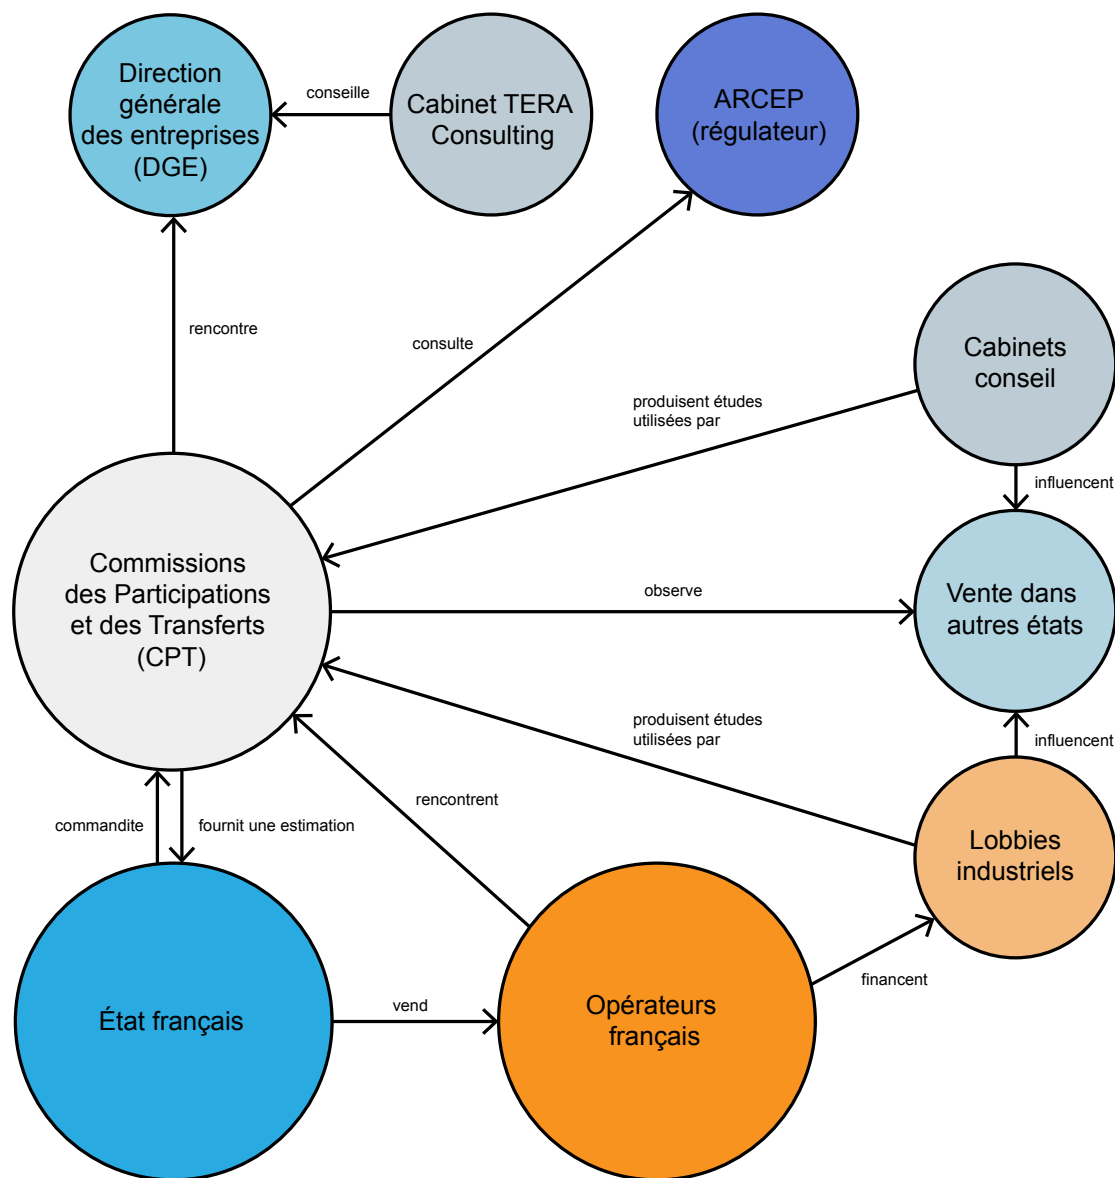 Direction
générale
des entreprises
(DGE)
conseille
Cabinet TERA
Consulting
ARCEP
(régulateur)
rencontre
consulte
Cabinets
conseil
produisent études
utilisées par
influencent
Commissions
des Participations
et des Transferts
(CPT)
observe
Vente dans
autres états
produisent études
utilisées par
influencent
rencontrent
commandite
fournit une estimation
Lobbies
industriels
financent
État français
vend
Opérateurs
français